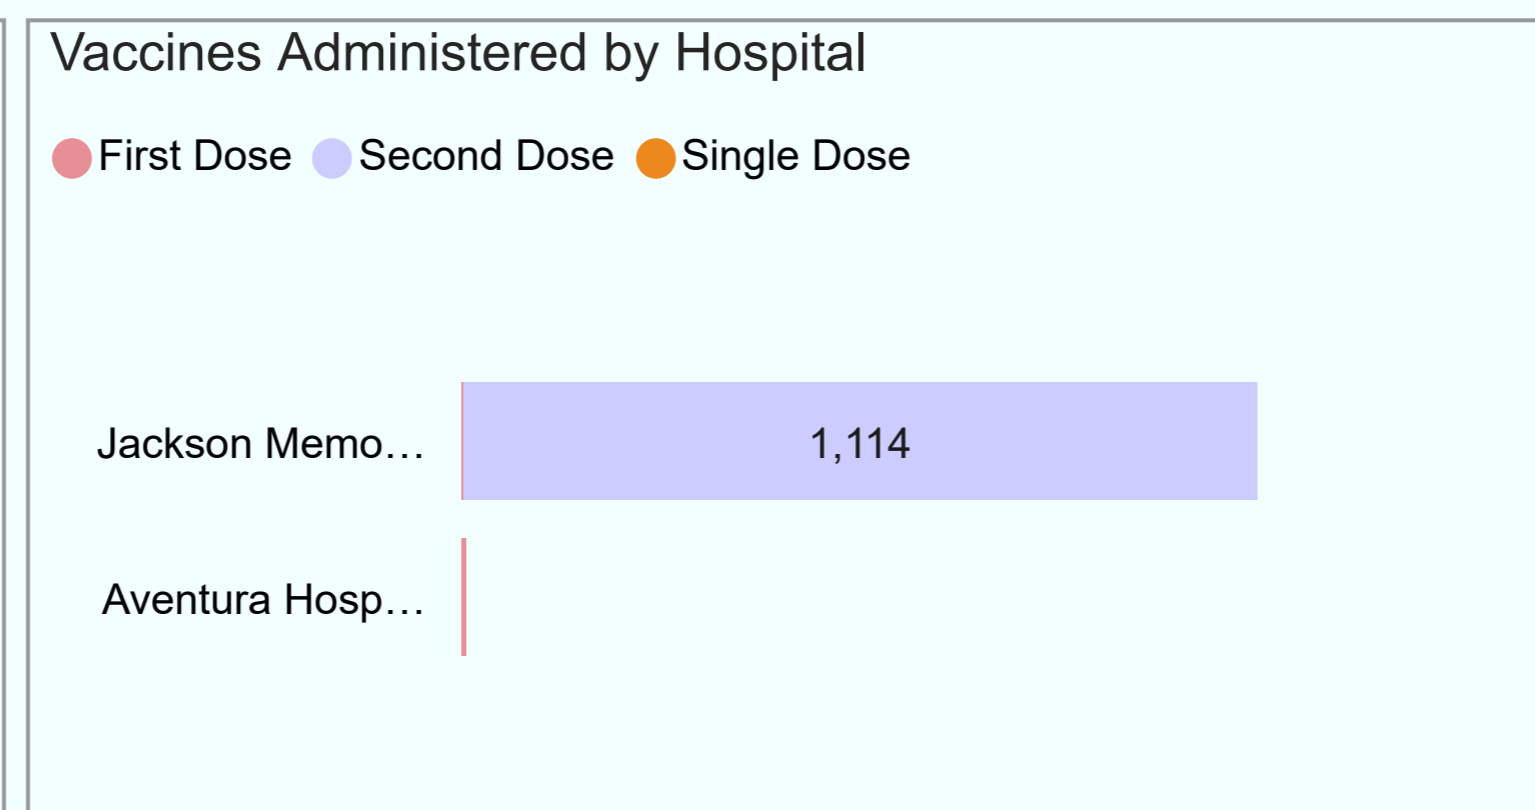 Vaccines Administered by Hospital
First Dose Second Dose Single Dose
Jackson Memo… 1,114
Aventura Hosp…